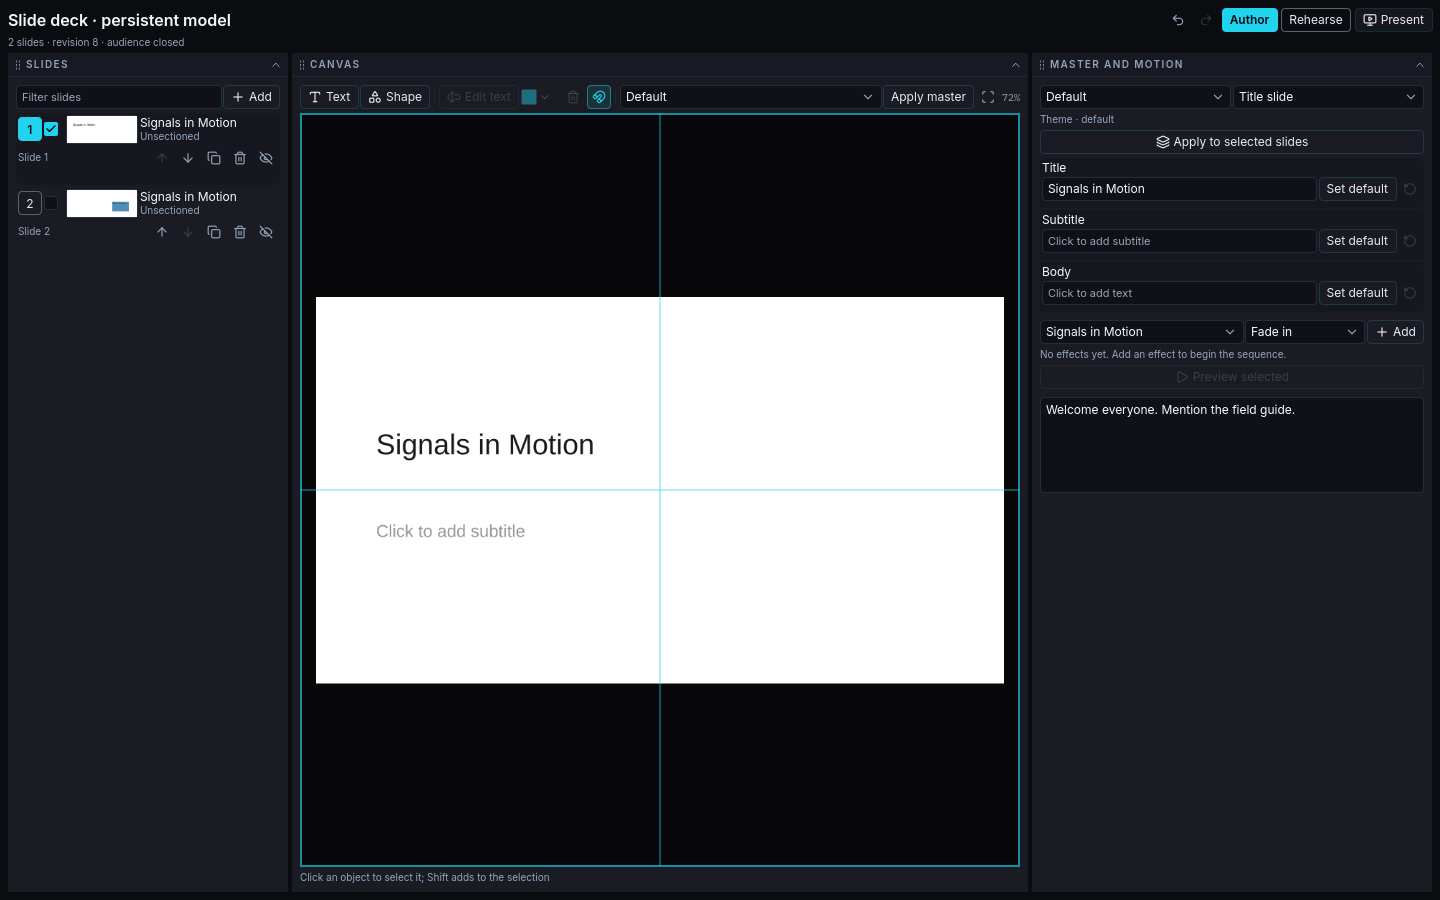 Slide deck · persistent model
Author
Rehearse
Present
2 slides · revision 8 · audience closed
SLIDES
Filter slides
Add
1
Signals in Motion
Unsectioned
Slide 1
2
Signals in Motion
Unsectioned
Slide 2
CANVAS
Text
Shape
Edit text
Default
Apply master
72%
Signals in Motion
Click to add subtitle
Click an object to select it; Shift adds to the selection
MASTER AND MOTION
Default
Title slide
Theme · default
Apply to selected slides
Title
Signals in Motion
Set default
Subtitle
Click to add subtitle
Set default
Body
Click to add text
Set default
Signals in Motion
Fade in
Add
No effects yet. Add an effect to begin the sequence.
Preview selected
Welcome everyone. Mention the field guide.